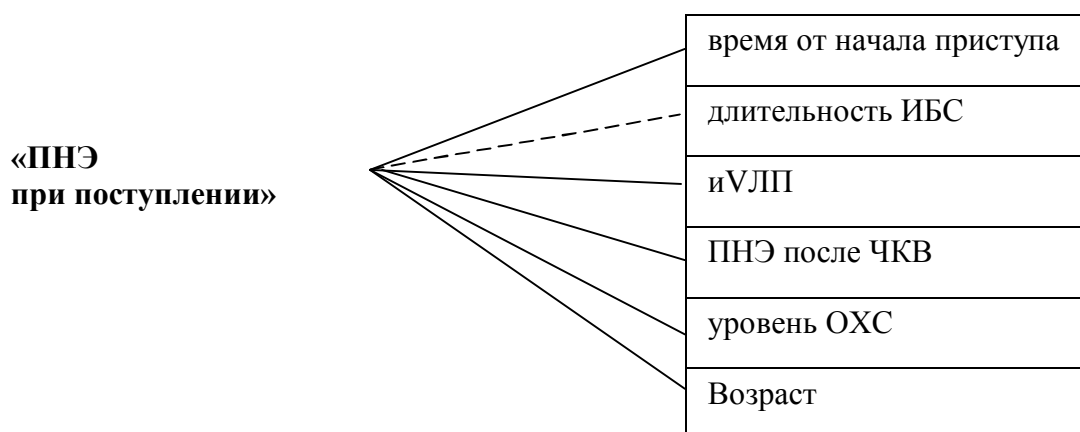 «ПНЭ
при поступлении»
время от начала приступа
длительность ИБС
иVЛП
ПНЭ после ЧКВ
уровень ОХС
Возраст